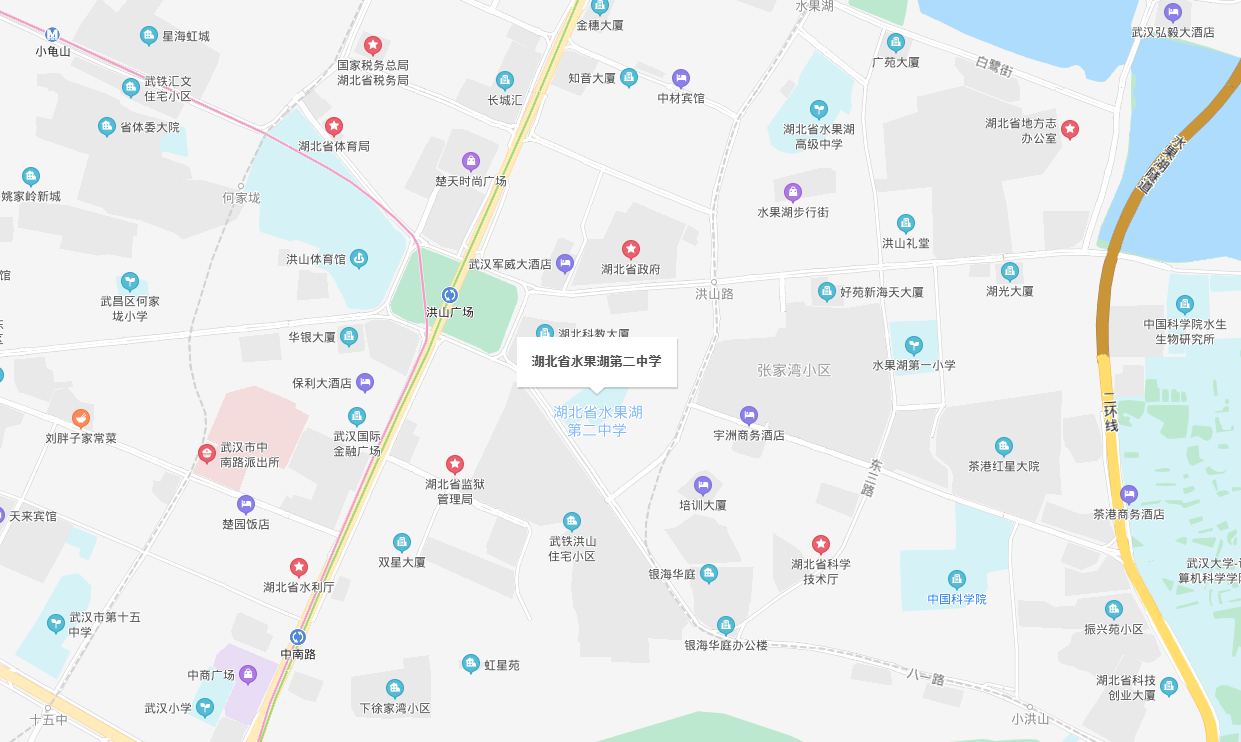 水果湖
武汉弘毅大酒店
金穗大厦
星海虹城
小龟山
国家税务总局
湖北省税务局
广苑大厦
白鹭街
知音大厦
中材宾馆
长城汇
武铁汇文
住宅小区
省体委大院
湖北省体育局
湖北省水果湖
高级中学
湖北省地方志
办公室
水果湖隧道
楚天时尚广场
姚家岭新城
何家垅
水果湖步行街
洪山礼堂
洪山体育馆
武汉军威大酒店
湖北省政府
馆
武昌区何家
垅小学
洪山广场
洪山路
好苑新海天大厦
湖光大厦
中国科学院水生
生物研究所
区
华银大厦
湖北科教大厦
湖北省水果湖第二中学
水果湖第一小学
张家湾小区
保利大酒店
湖北省水果湖
第二中学
二环线
刘胖子家常菜
武汉国际
金融广场
宇洲商务酒店
武汉市中
南路派出所
湖北省监狱
管理局
东三路
茶港红星大院
培训大厦
茶港商务酒店
天来宾馆
楚园饭店
双星大厦
武铁洪山
住宅小区
银海华庭
湖北省科学
技术厅
武汉大学-计
算机科学学院
湖北省水利厅
中国科学院
武汉市第十五
中学
振兴苑小区
中南路
银海华庭办公楼
虹星苑
八一路
中商广场
湖北省科技
创业大厦
武汉小学
下徐家湾小区
十五中
小洪山